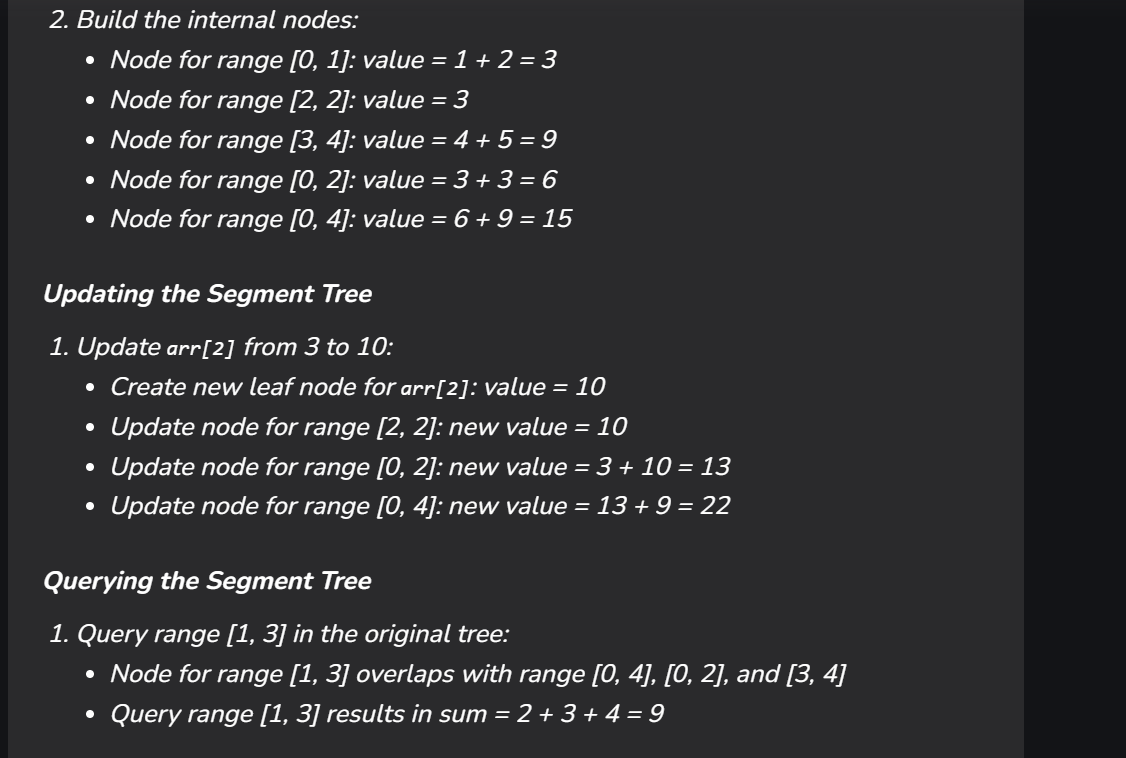 2. Build the internal nodes:
• Node for range [0, 1]: value = 1 + 2 = 3
• Node for range [2, 2]: value = 3
• Node for range [3, 4]: value = 4 + 5 = 9
• Node for range [0, 2]: value = 3 + 3 = 6
• Node for range [0, 4]: value = 6 + 9 = 15
Updating the Segment Tree
1. Update arr[2] from 3 to 10:
• Create new leaf node for arr[2]: value = 10
• Update node for range [2, 2]: new value = 10
• Update node for range [0, 2]: new value = 3 + 10 = 13
• Update node for range [0, 4]: new value = 13 + 9 = 22
Querying the Segment Tree
1. Query range [1, 3] in the original tree:
• Node for range [1, 3] overlaps with range [0, 4], [0, 2], and [3, 4]
• Query range [1, 3] results in sum = 2 + 3 + 4 = 9